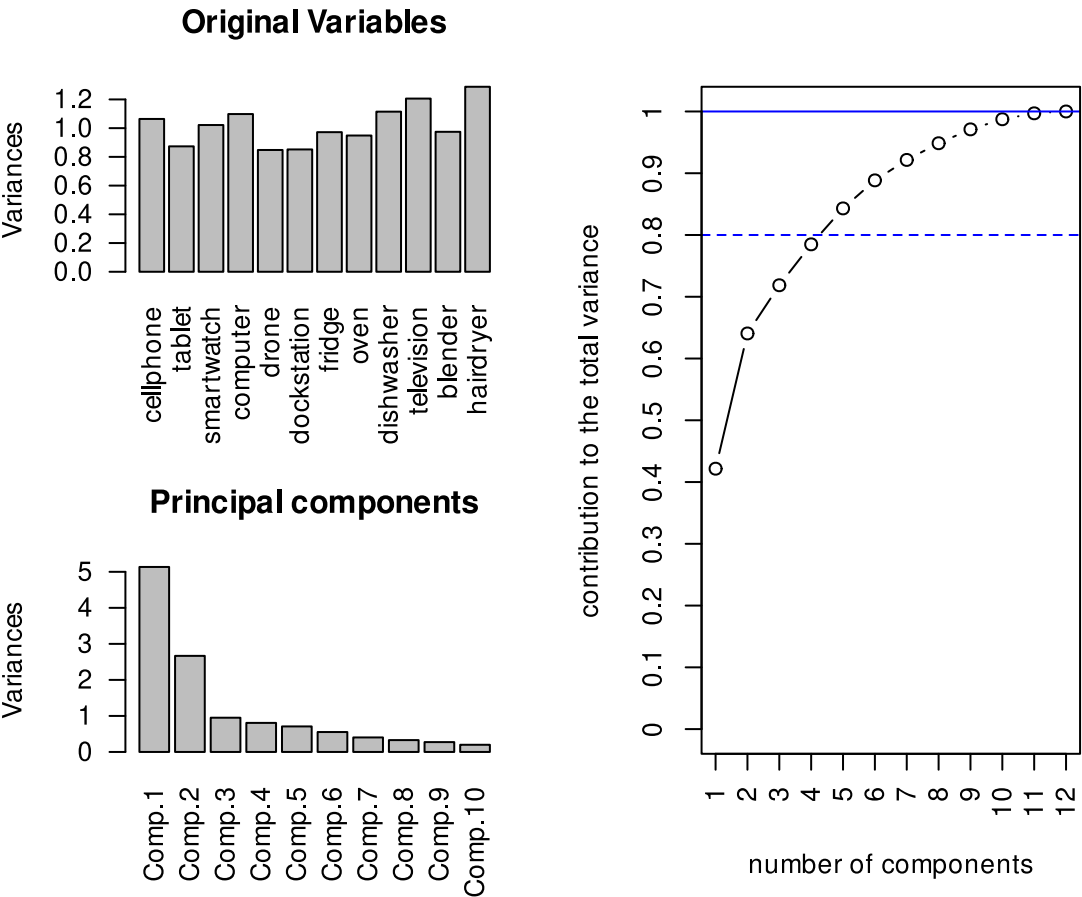 Original Variables
Variances
1.2
1.0
0.8
0.6
0.4
0.2
0.0
cellphone
tablet
smartwatch
computer
drone
dockstation
fridge
oven
dishwasher
television
blender
hairdryer
Principal components
Variances
5
4
3
2
1
0
Comp.1
Comp.2
Comp.3
Comp.4
Comp.5
Comp.6
Comp.7
Comp.8
Comp.9
Comp.10
contribution to the total variance
1
0.9
0.8
0.7
0.6
0.5
0.4
0.3
0.2
0.1
0
1
2
3
4
5
6
7
8
9
10
11
12
number of components